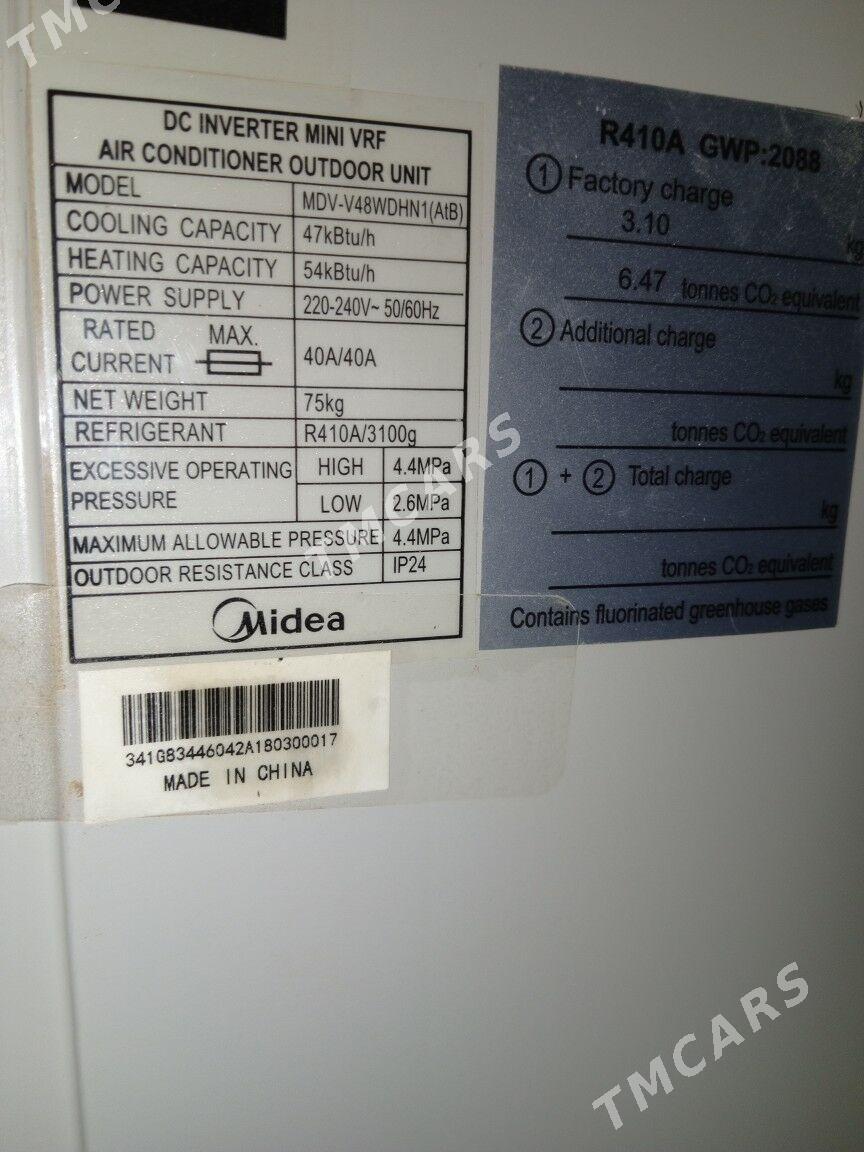 TMC
DC INVERTER MINI VRF
AIR CONDITIONER OUTDOOR UNIT
MODEL MDV-V48WDHN1(AtB)
COOLING CAPACITY 47kBtu/h
HEATING CAPACITY 54kBtu/h
POWER SUPPLY 220-240V~ 50/60Hz
RATED MAX.
CURRENT 40A/40A
NET WEIGHT 75kg
REFRIGERANT R410A/3100g
EXCESSIVE OPERATING HIGH 4.4MPa
PRESSURE LOW 2.6MPa
MAXIMUM ALLOWABLE PRESSURE 4.4MPa
OUTDOOR RESISTANCE CLASS IP24
Midea
341G83446042A180300017
MADE IN CHINA
R410A GWP:2088
① Factory charge
3.10 kg
6.47 tonnes CO₂ equivalent
② Additional charge
kg
tonnes CO₂ equivalent
① + ② Total charge
kg
tonnes CO₂ equivalent
Contains fluorinated greenhouse gases
TMCARS
TMCARS